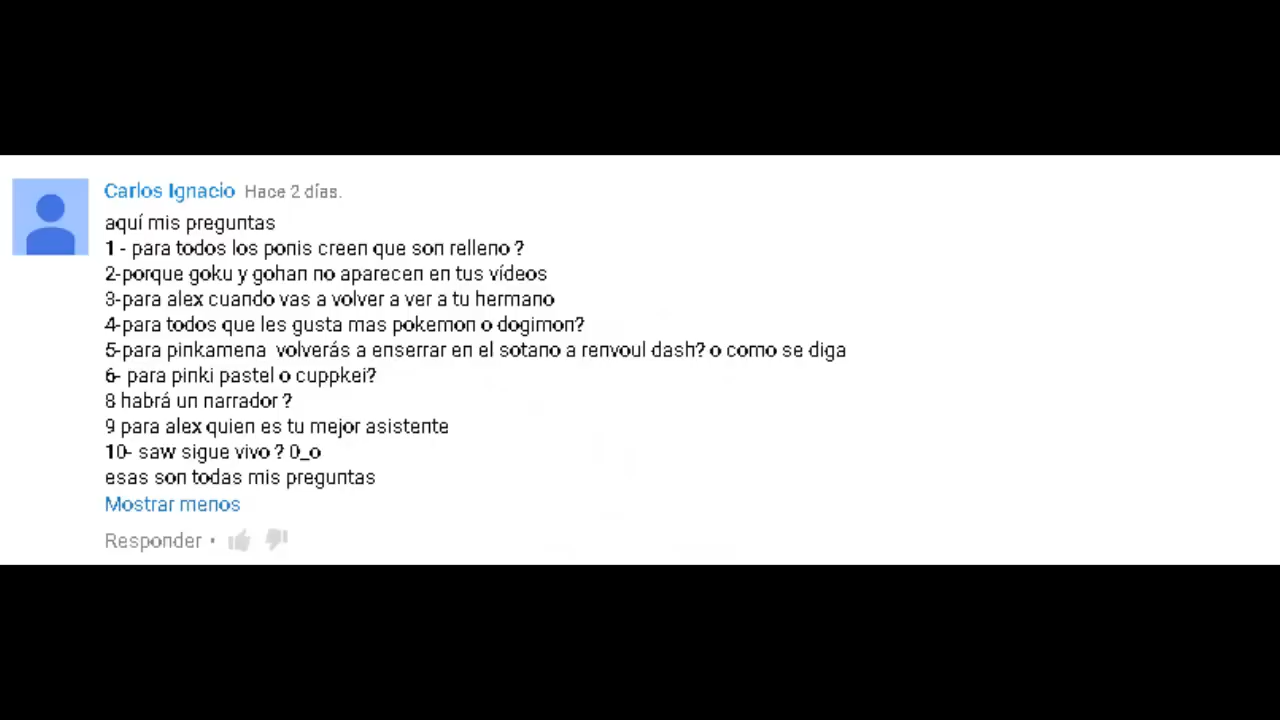 Carlos Ignacio Hace 2 días.
aquí mis preguntas
1 - para todos los ponis creen que son relleno ?
2-porque goku y gohan no aparecen en tus vídeos
3-para alex cuando vas a volver a ver a tu hermano
4-para todos que les gusta mas pokemon o dogimon?
5-para pinkamena volverás a enserrar en el sotano a renvoul dash? o como se diga
6- para pinki pastel o cuppkei?
8 habrá un narrador ?
9 para alex quien es tu mejor asistente
10- saw sigue vivo ? 0_o
esas son todas mis preguntas
Mostrar menos
Responder •